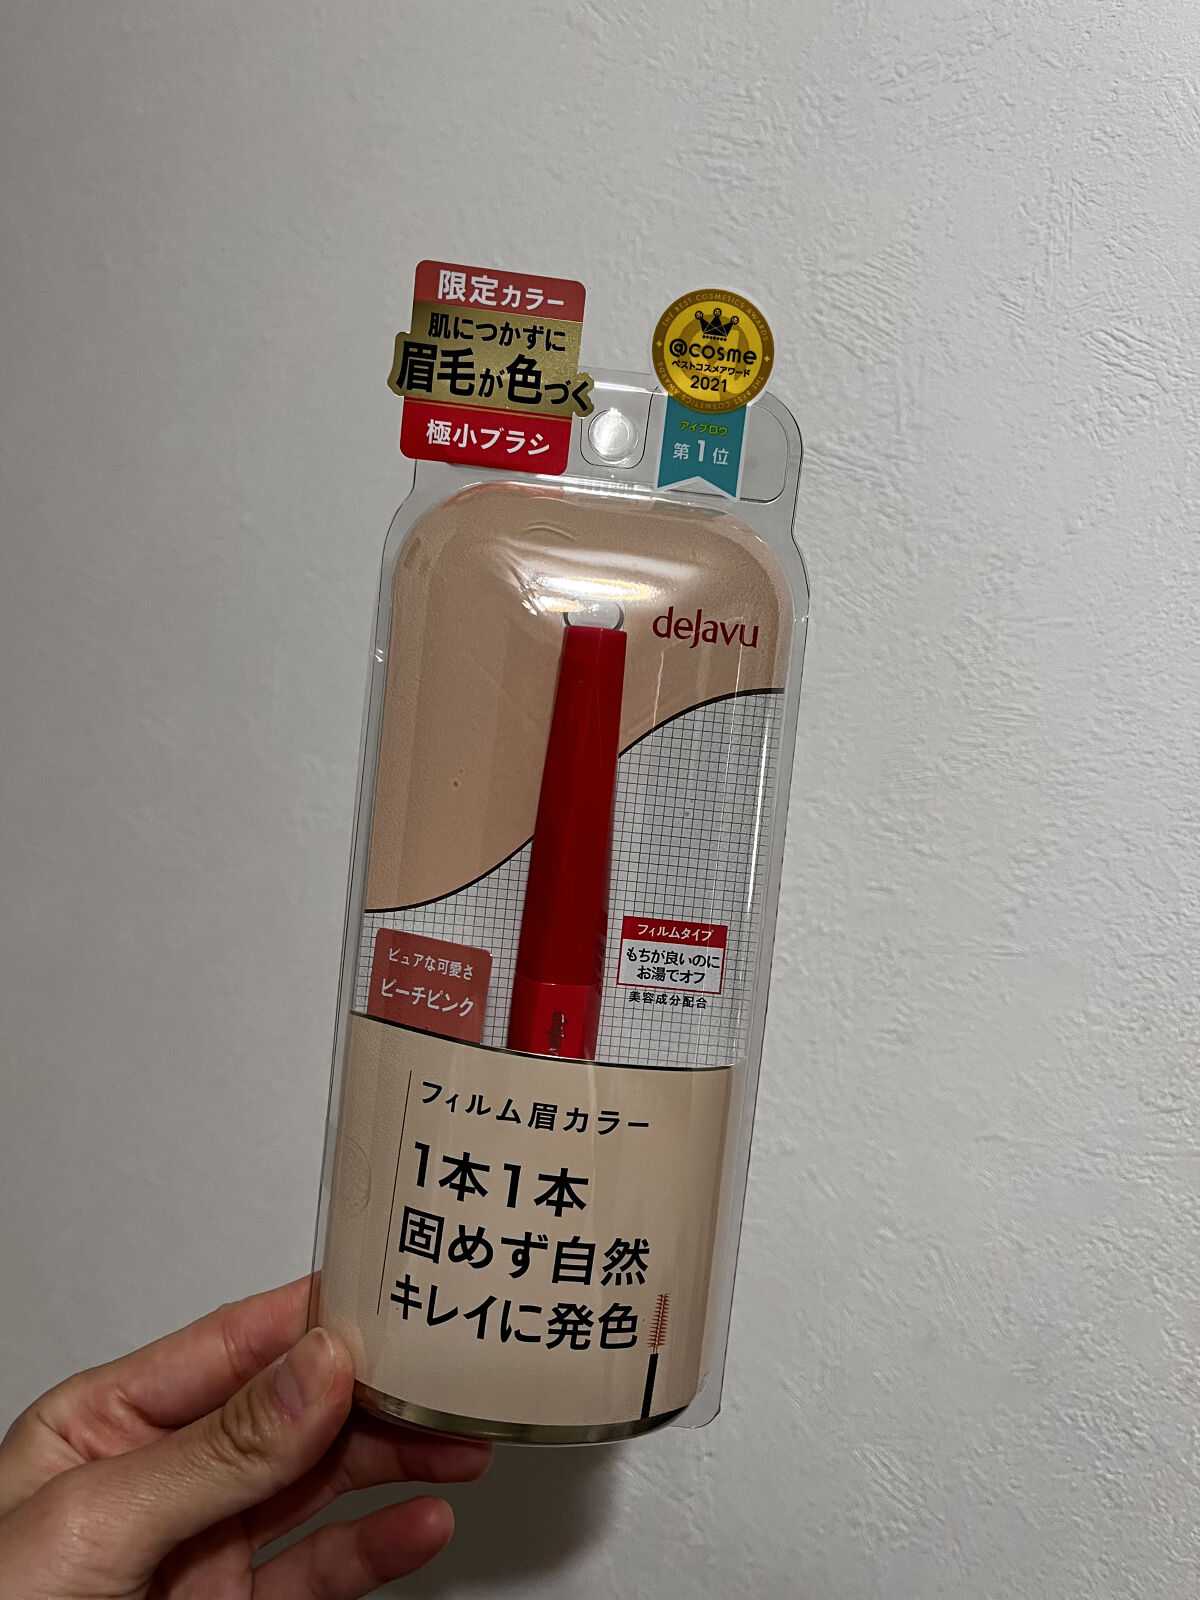 限定カラー
肌につかずに
眉毛が色づく
極小ブラシ
THE BEST COSMETICS AWARDS
@cosme
ベストコスメアワード
2021
THE BEST COSMETICS AWARDS
アイブロウ
第1位
dejavu
フィルムタイプ
もちが良いのに
お湯でオフ
美容成分配合
ピュアな可愛さ
ピーチピンク
フィルム眉カラー
1本1本
固めず自然
キレイに発色